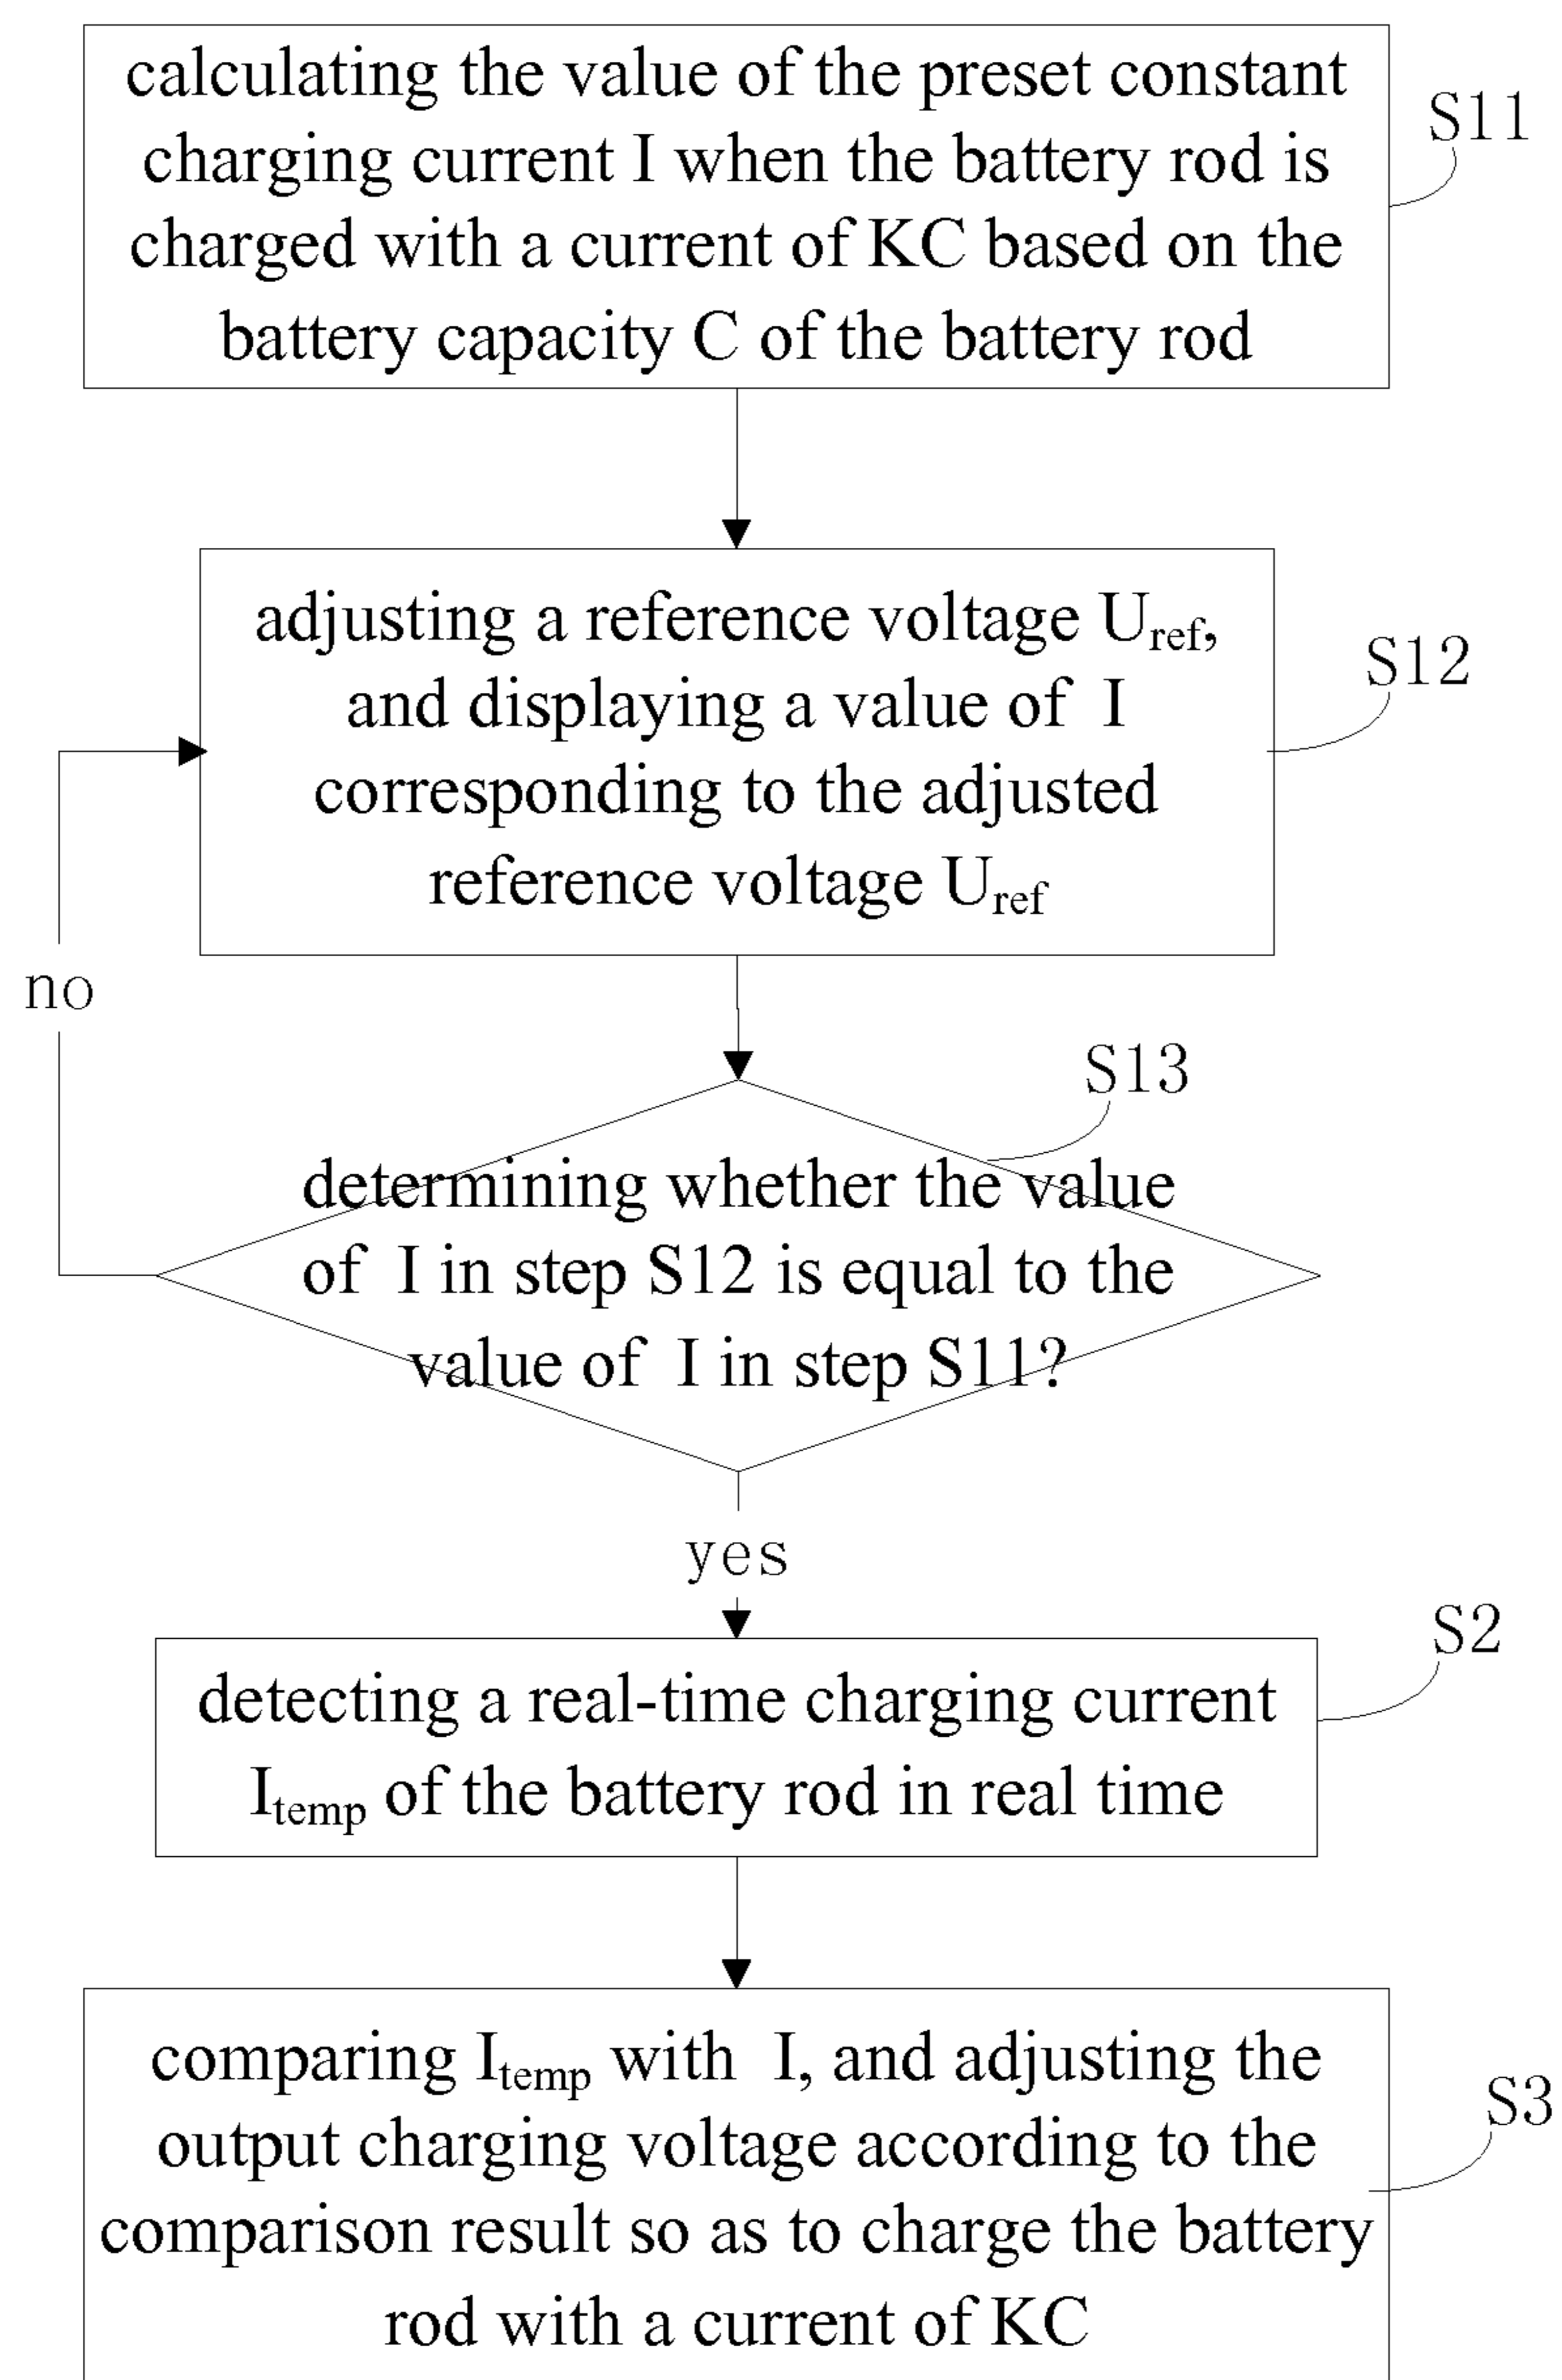 calculating the value of the preset constant
charging current I when the battery rod is
charged with a current of KC based on the
battery capacity C of the battery rod
S11
adjusting a reference voltage Uref,
and displaying a value of I
corresponding to the adjusted
reference voltage Uref
S12
no
S13
determining whether the value
of I in step S12 is equal to the
value of I in step S11?
yes
S2
detecting a real-time charging current
Itemp of the battery rod in real time
comparing Itemp with I, and adjusting the
output charging voltage according to the
comparison result so as to charge the battery
rod with a current of KC
S3